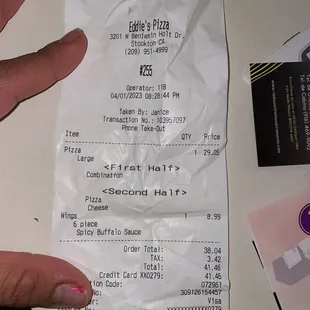 Eddie's Pizza
3201 W Benjamin Holt Dr.
Stockton CA.
(209) 951-4999
#255
Operator: 118
04/01/2023 08:28:44 PM
Taken By: Janice
Transaction No.: 03957097
Phone Take-Out
Item QTY Price
Pizza 1 29.05
Large
<First Half>
Combination
<Second Half>
Pizza
Cheese
Wings 1 8.99
6 piece
Spicy Buffalo Sauce
Order Total: 38.04
TAX: 3.42
Total: 41.46
Credit Card XX0279: 41.46
tion Code: 072951
No: 309126154457
Visa